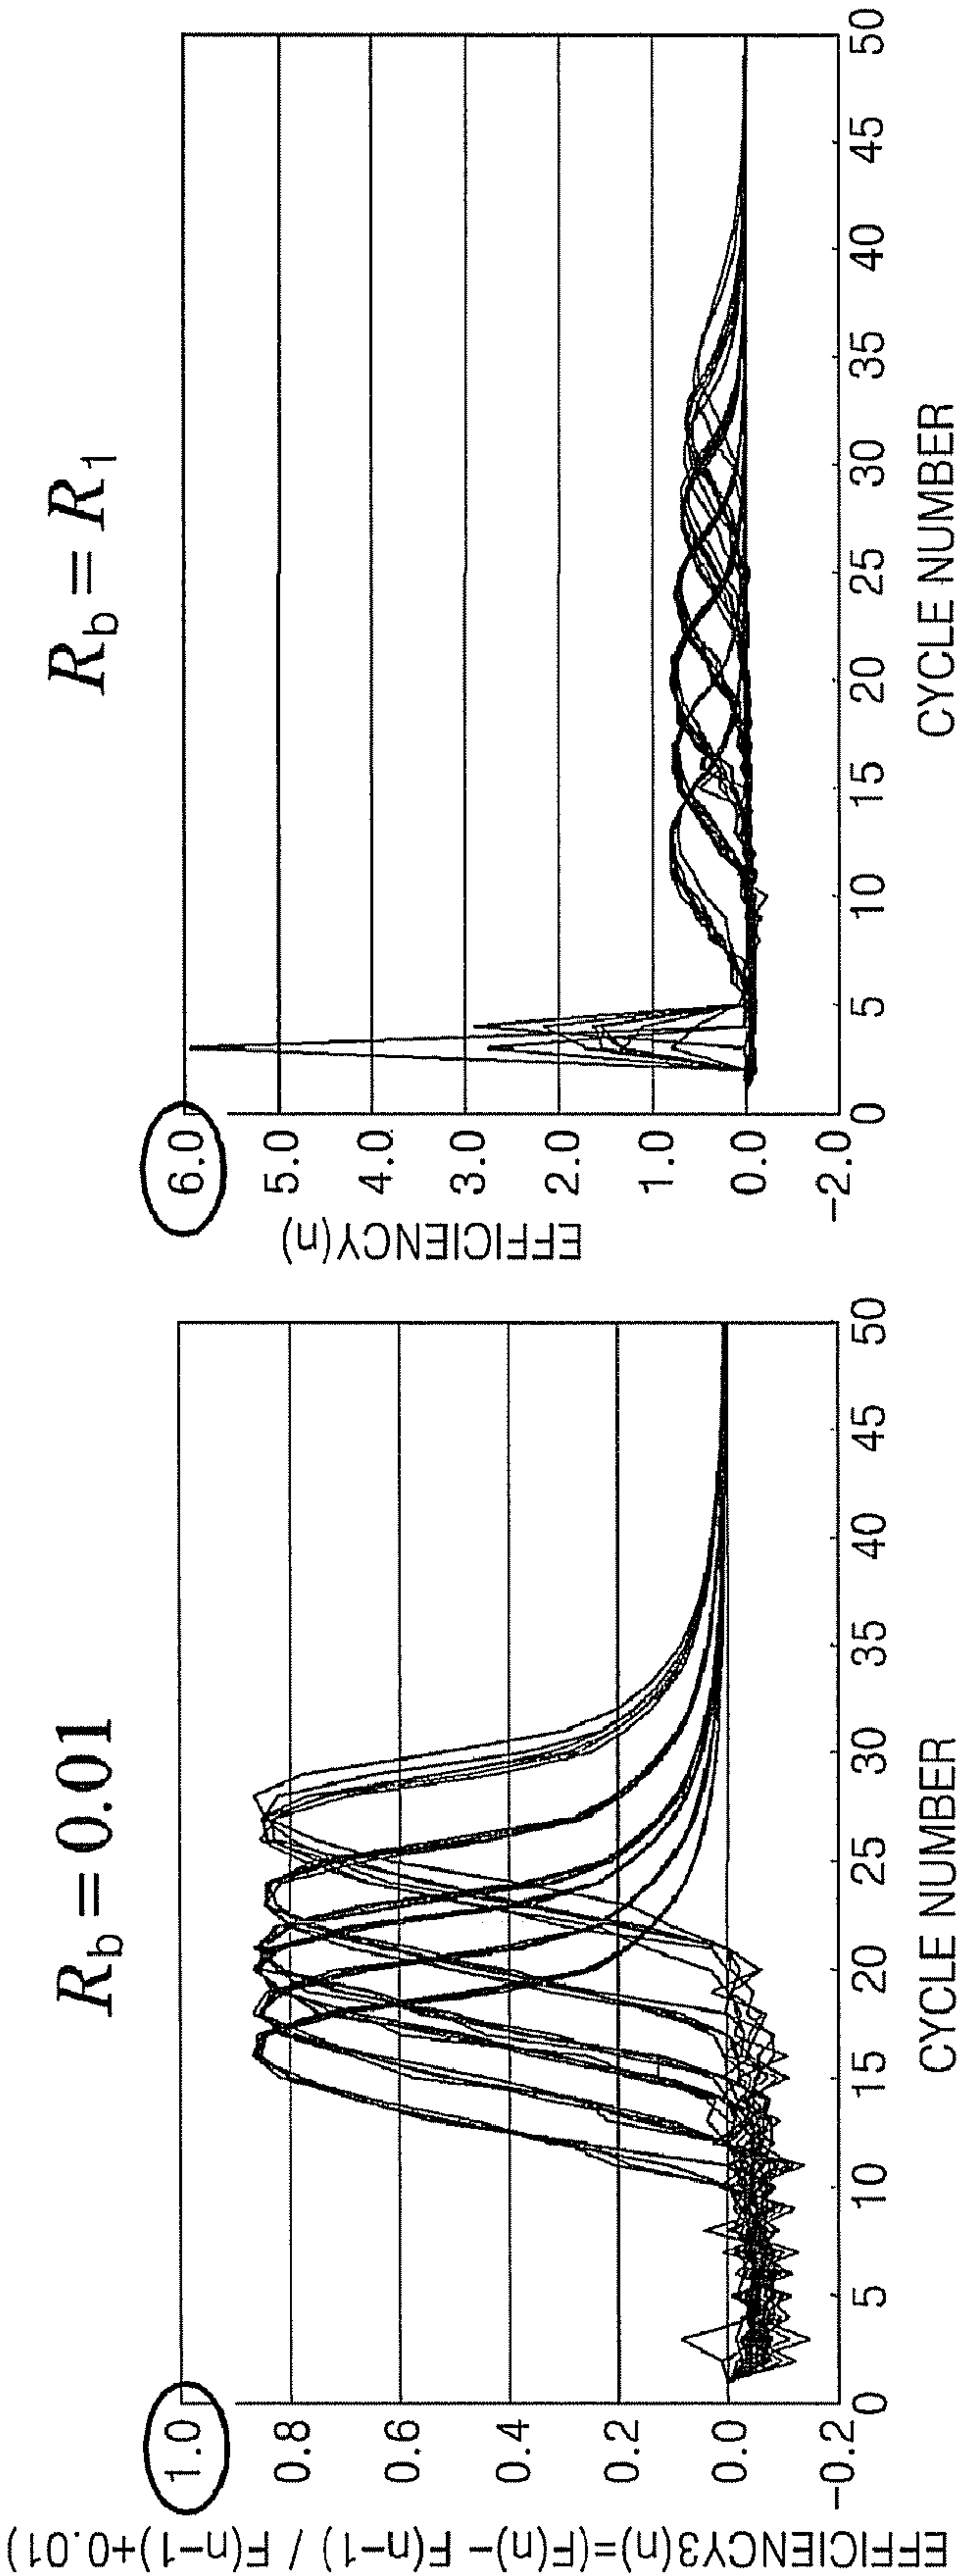 R_b = 0.01
EFFICIENCY3(n)=(F(n)−F(n−1) / F(n−1)+0.01)
1.0
0.8
0.6
0.4
0.2
0.0
−0.2
0 5 10 15 20 25 30 35 40 45 50
CYCLE NUMBER
R_b = R_1
EFFICIENCY(n)
6.0
5.0
4.0
3.0
2.0
1.0
0.0
−2.0
0 5 10 15 20 25 30 35 40 45 50
CYCLE NUMBER